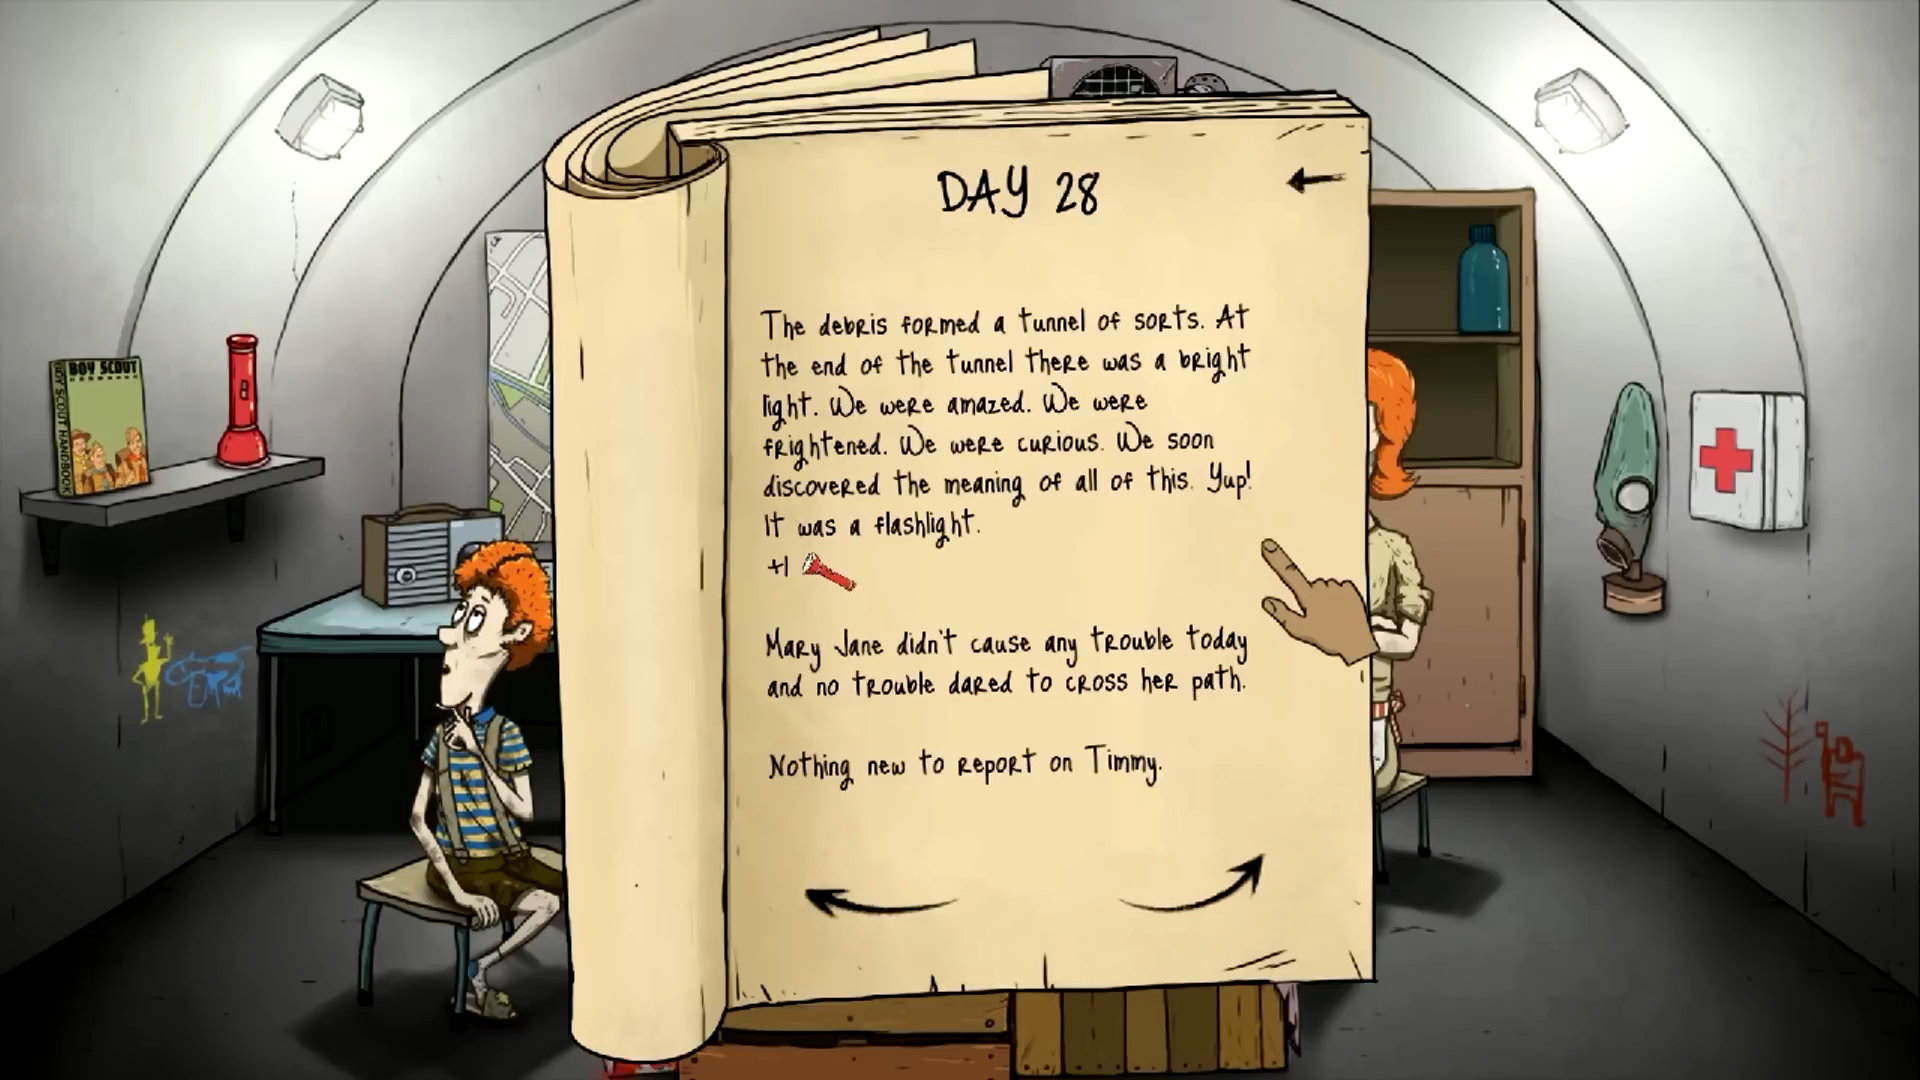 BOY SCOUT
BOY SCOUT HANDBOOK
DAY 28
The debris formed a tunnel of sorts. At
the end of the tunnel there was a bright
light. We were amazed. We were
frightened. We were curious. We soon
discovered the meaning of all of this. Yup!
It was a flashlight.
+1
Mary Jane didn't cause any trouble today
and no trouble dared to cross her path.
Nothing new to report on Timmy.